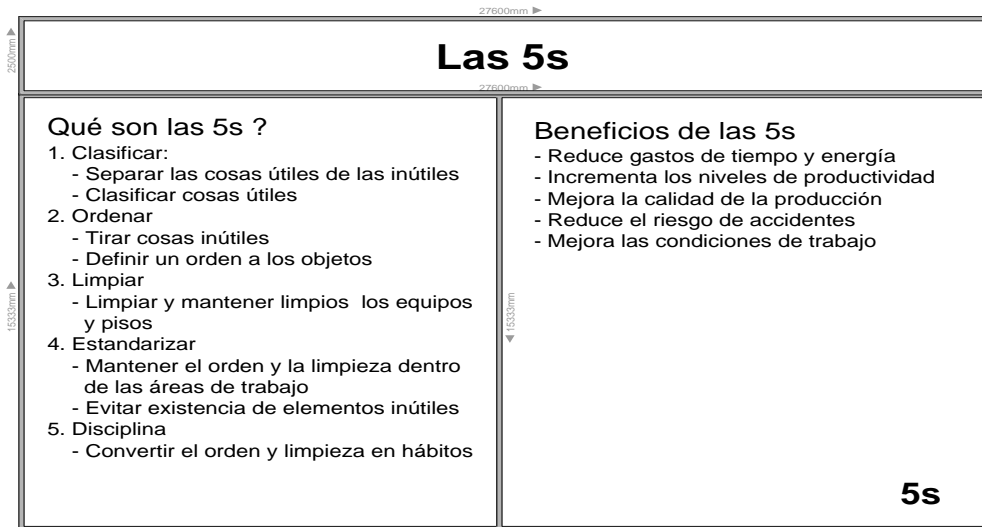 27600mm
2500mm
Las 5s
27600mm
Qué son las 5s ?
1. Clasificar:
- Separar las cosas útiles de las inútiles
- Clasificar cosas útiles
2. Ordenar
- Tirar cosas inútiles
- Definir un orden a los objetos
3. Limpiar
- Limpiar y mantener limpios los equipos
y pisos
4. Estandarizar
- Mantener el orden y la limpieza dentro
de las áreas de trabajo
- Evitar existencia de elementos inútiles
5. Disciplina
- Convertir el orden y limpieza en hábitos
15333mm
Beneficios de las 5s
- Reduce gastos de tiempo y energía
- Incrementa los niveles de productividad
- Mejora la calidad de la producción
- Reduce el riesgo de accidentes
- Mejora las condiciones de trabajo
15333mm
5s